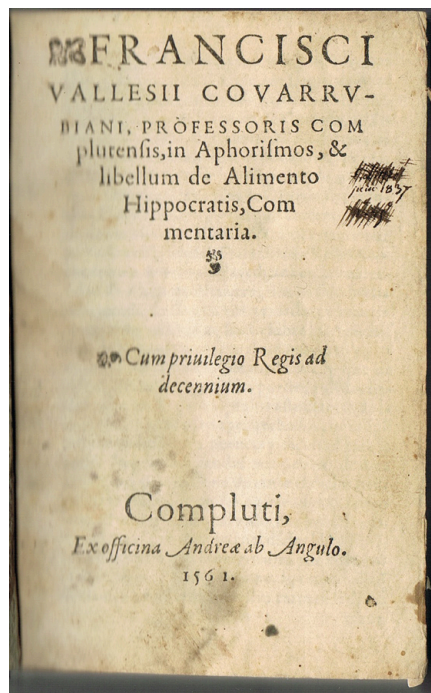 FRANCISCI
VALLESII COVARRV-
BIANI, PROFESSORIS COM
plutensis, in Aphorismos, &
libellum de Alimento
Hippocratis, Com
mentaria.
1837
Cum priuilegio Regis ad
decennium.
Compluti,
Ex officina Andreæ ab Angulo.
1561.